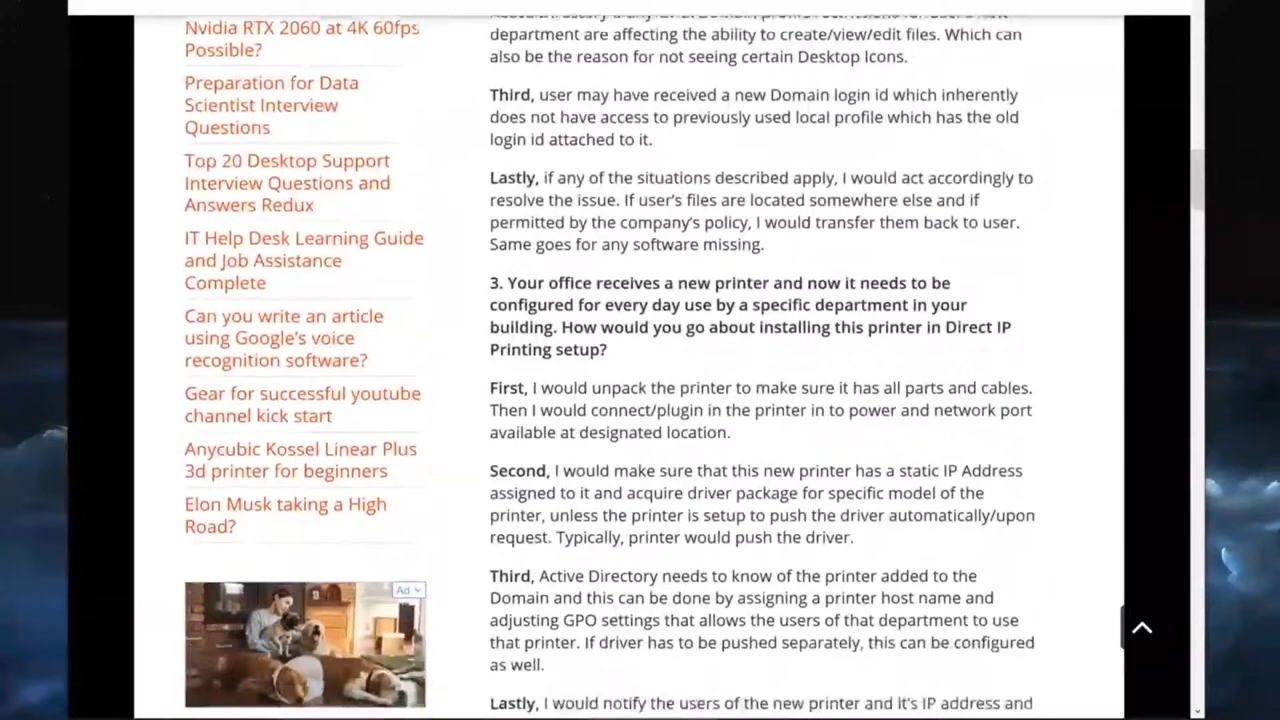 Nvidia RTX 2060 at 4K 60fps
Possible?
Preparation for Data
Scientist Interview
Questions
Top 20 Desktop Support
Interview Questions and
Answers Redux
IT Help Desk Learning Guide
and Job Assistance
Complete
Can you write an article
using Google's voice
recognition software?
Gear for successful youtube
channel kick start
Anycubic Kossel Linear Plus
3d printer for beginners
Elon Musk taking a High
Road?
Ad
department are affecting the ability to create/view/edit files. Which can
also be the reason for not seeing certain Desktop Icons.
Third, user may have received a new Domain login id which inherently
does not have access to previously used local profile which has the old
login id attached to it.
Lastly, if any of the situations described apply, I would act accordingly to
resolve the issue. If user's files are located somewhere else and if
permitted by the company's policy, I would transfer them back to user.
Same goes for any software missing.
3. Your office receives a new printer and now it needs to be
configured for every day use by a specific department in your
building. How would you go about installing this printer in Direct IP
Printing setup?
First, I would unpack the printer to make sure it has all parts and cables.
Then I would connect/plugin in the printer in to power and network port
available at designated location.
Second, I would make sure that this new printer has a static IP Address
assigned to it and acquire driver package for specific model of the
printer, unless the printer is setup to push the driver automatically/upon
request. Typically, printer would push the driver.
Third, Active Directory needs to know of the printer added to the
Domain and this can be done by assigning a printer host name and
adjusting GPO settings that allows the users of that department to use
that printer. If driver has to be pushed separately, this can be configured
as well.
Lastly, I would notify the users of the new printer and it's IP address and